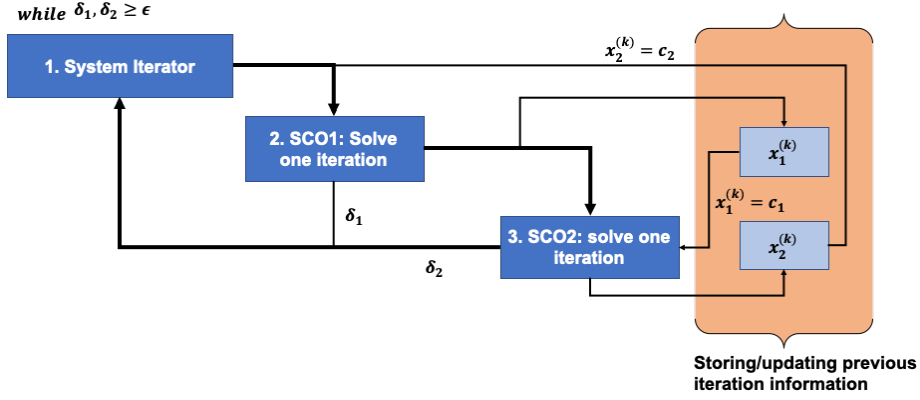 while δ₁, δ₂ ≥ ϵ
1. System Iterator
x₂⁽ᵏ⁾ = c₂
2. SCO1: Solve
one iteration
x₁⁽ᵏ⁾
x₁⁽ᵏ⁾ = c₁
δ₁
3. SCO2: solve one
iteration
x₂⁽ᵏ⁾
δ₂
Storing/updating previous
iteration information